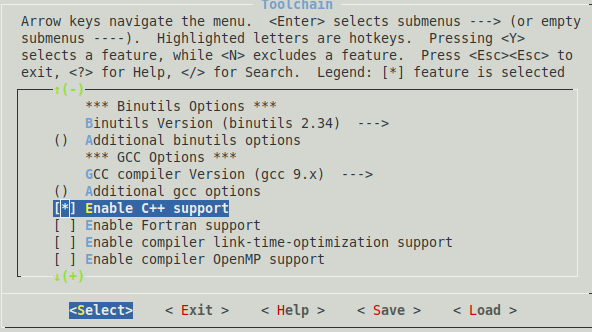 Toolchain
Arrow keys navigate the menu.  <Enter> selects submenus ---> (or empty
submenus ----).  Highlighted letters are hotkeys.  Pressing <Y>
selects a feature, while <N> excludes a feature.  Press <Esc><Esc> to
exit, <?> for Help, </> for Search.  Legend: [*] feature is selected
↑(-)
*** Binutils Options ***
Binutils Version (binutils 2.34)  --->
()  Additional binutils options
*** GCC Options ***
GCC compiler Version (gcc 9.x)  --->
()  Additional gcc options
[*] Enable C++ support
[ ] Enable Fortran support
[ ] Enable compiler link-time-optimization support
[ ] Enable compiler OpenMP support
↓(+)
<Select>    < Exit >    < Help >    < Save >    < Load >